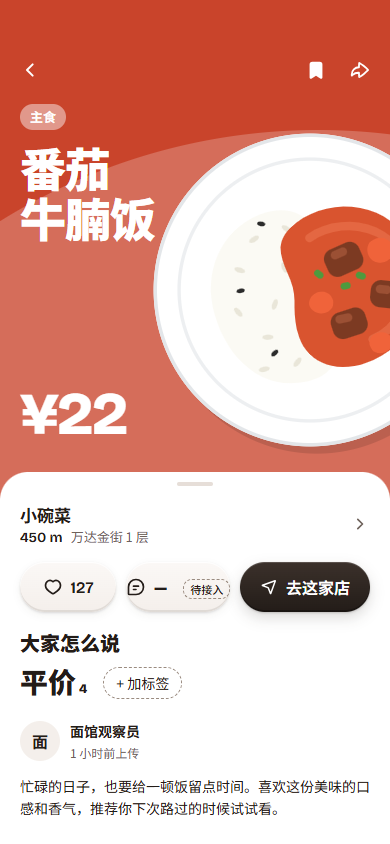 主食
番茄
牛腩饭
¥22
小碗菜
450 m 万达金街 1 层
127
— 待接入
去这家店
大家怎么说
平价 4
+ 加标签
面
面馆观察员
1 小时前上传
忙碌的日子，也要给一顿饭留点时间。喜欢这份美味的口
感和香气，推荐你下次路过的时候试试看。